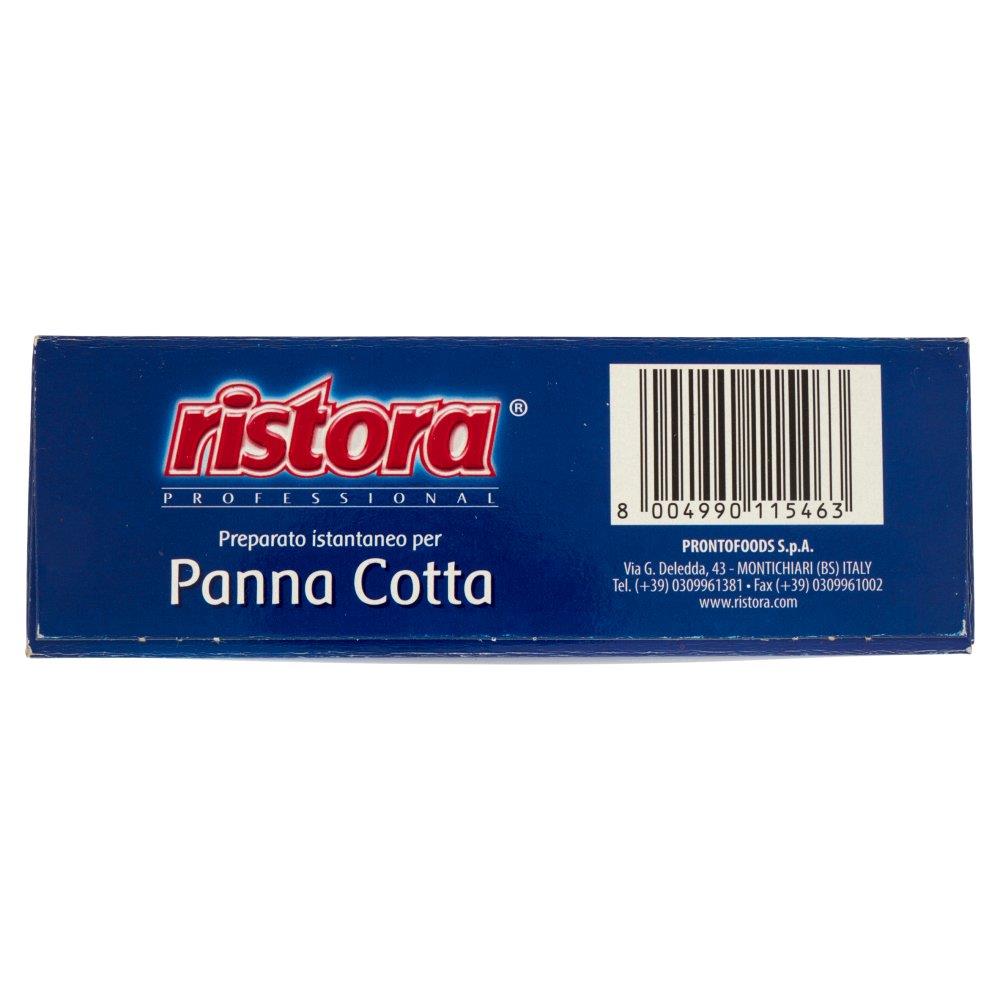 ristora®
PROFESSIONAL
Preparato istantaneo per
Panna Cotta
8 004990 115463
PRONTOFOODS S.p.A.
Via G. Deledda, 43 - MONTICHIARI (BS) ITALY
Tel. (+39) 0309961381 • Fax (+39) 0309961002
www.ristora.com